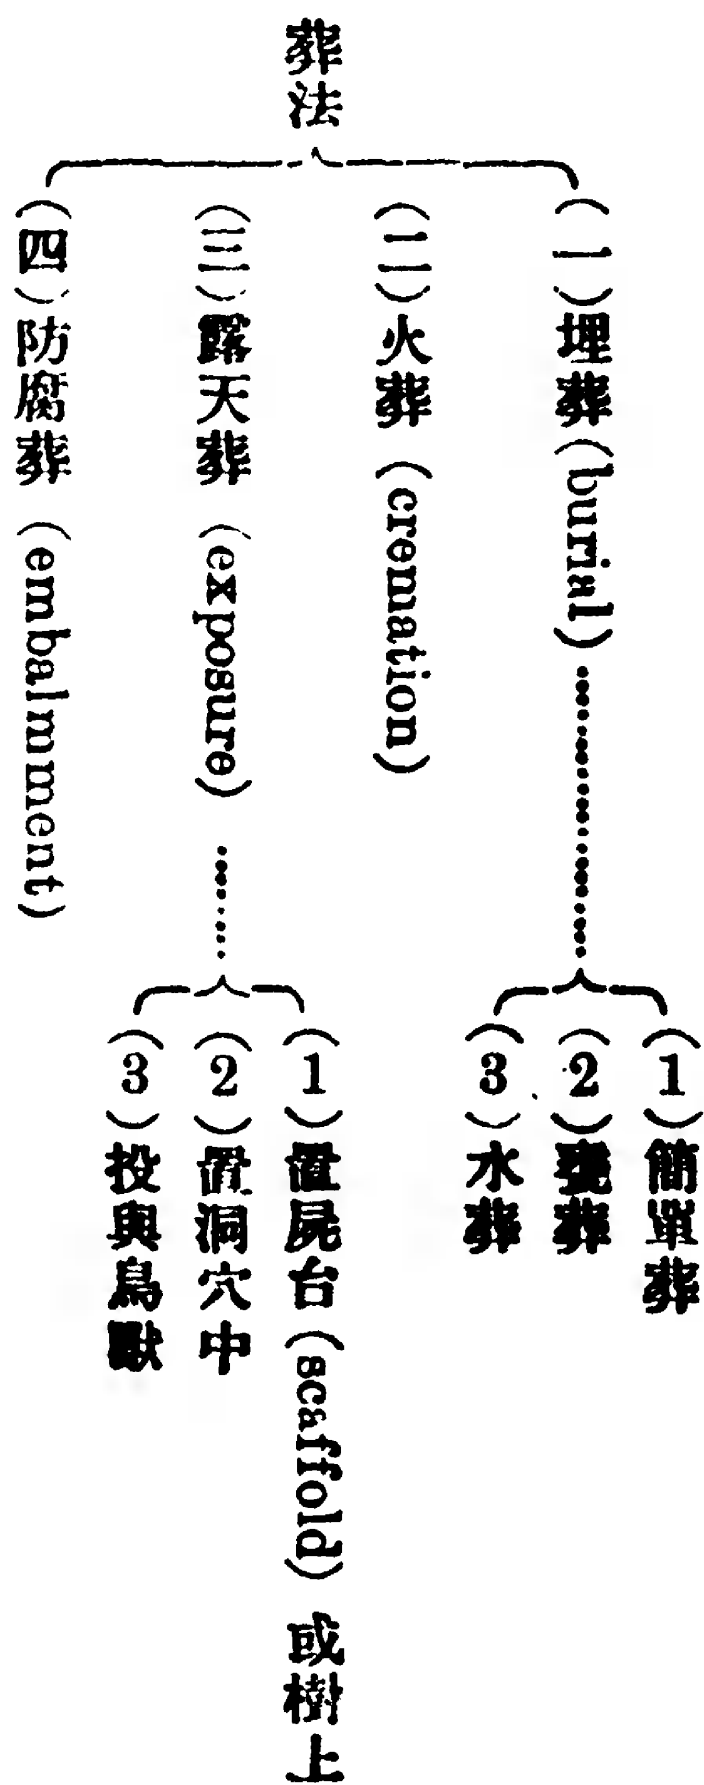 葬法
(一)埋葬(burial)
(1)簡單葬
(2)甕葬
(3)水葬
(二)火葬 (cremation)
(三)露天葬 (exposure)
(1)置屍台 (scaffold) 或樹上
(2)置洞穴中
(3)投與鳥獸
(四)防腐葬 (embalmment)